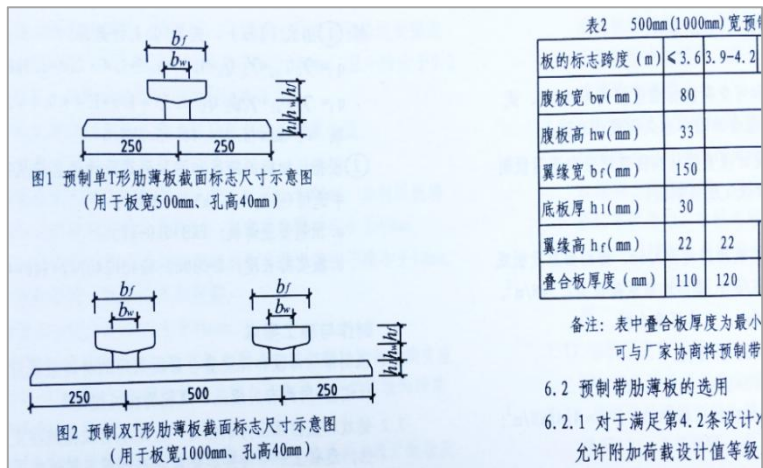 bf
bw
h1 hw hf
250 250
图1 预制单T形肋薄板截面标志尺寸示意图
(用于板宽500mm、孔高40mm)
bf bf
bw bw
h1 hw hf
250 500 250
图2 预制双T形肋薄板截面标志尺寸示意图
(用于板宽1000mm、孔高40mm)
表2 500mm(1000mm)宽预
板的标志跨度(m) ≤3.6 3.9-4.2
腹板宽 bw(mm) 80
腹板高 hw(mm) 33
翼缘宽 bf(mm) 150
底板厚 h1(mm) 30
翼缘高 hf(mm) 22 22
叠合板厚度(mm) 110 120
备注: 表中叠合板厚度为最小
可与厂家协商将预制带
6.2 预制带肋薄板的选用
6.2.1 对于满足第4.2条设计
允许附加荷载设计值等级